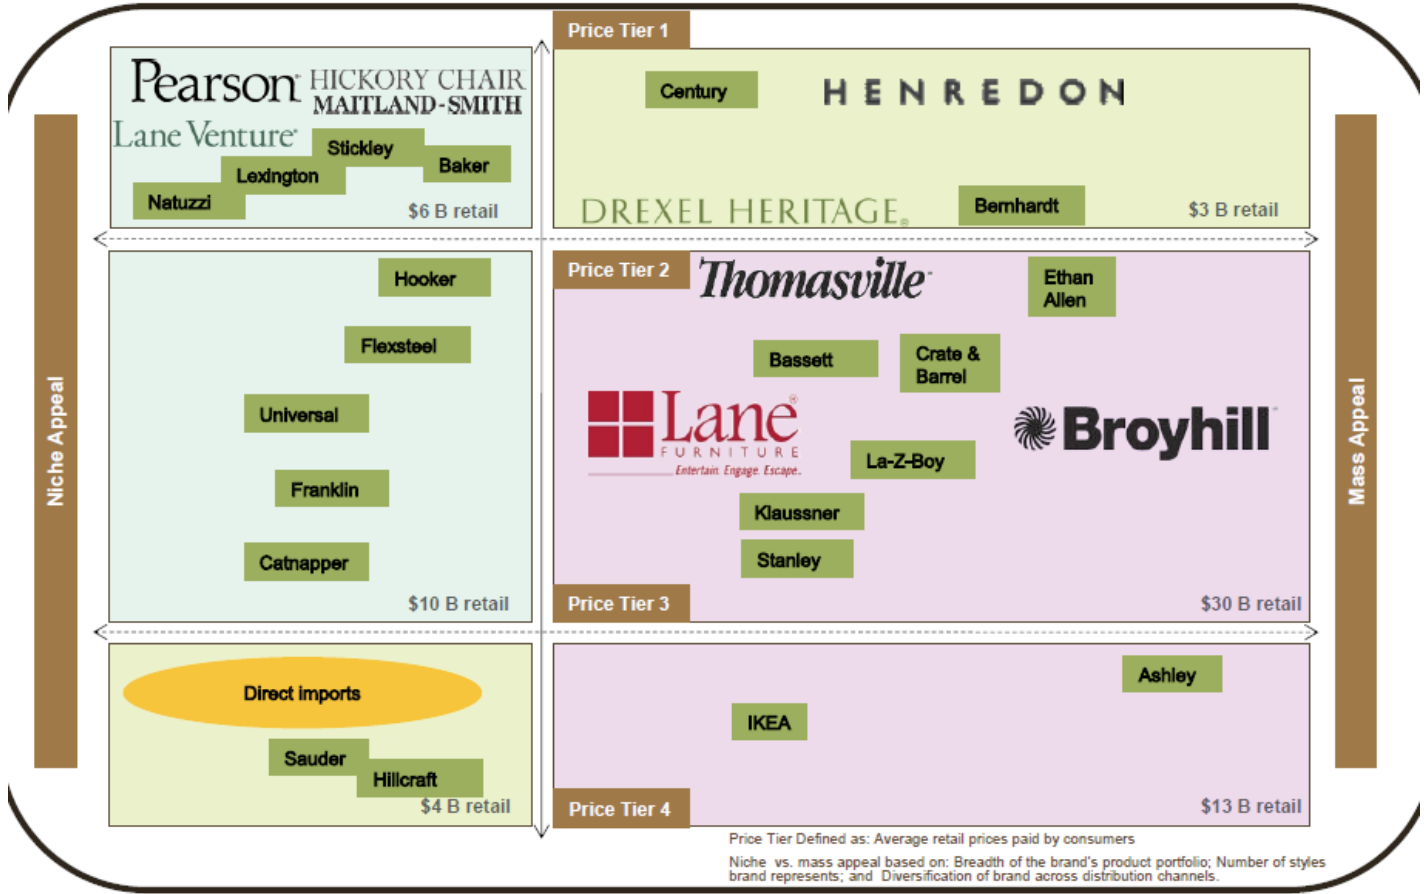 Price Tier 1
Pearson
HICKORY CHAIR
MAITLAND-SMITH
Lane Venture
Stickley
Baker
Lexington
Natuzzi
$6 B retail
Century
HENREDON
DREXEL HERITAGE®
Bernhardt
$3 B retail
Niche Appeal
Mass Appeal
Hooker
Flexsteel
Universal
Franklin
Catnapper
$10 B retail
Price Tier 2
Thomasville
Ethan
Allen
Bassett
Crate &
Barrel
Lane®
FURNITURE
Entertain. Engage. Escape.
Broyhill
La-Z-Boy
Klaussner
Stanley
Price Tier 3
$30 B retail
Direct imports
Sauder
Hillcraft
$4 B retail
Ashley
IKEA
Price Tier 4
$13 B retail
Price Tier Defined as: Average retail prices paid by consumers
Niche vs. mass appeal based on: Breadth of the brand's product portfolio; Number of styles
brand represents; and Diversification of brand across distribution channels.